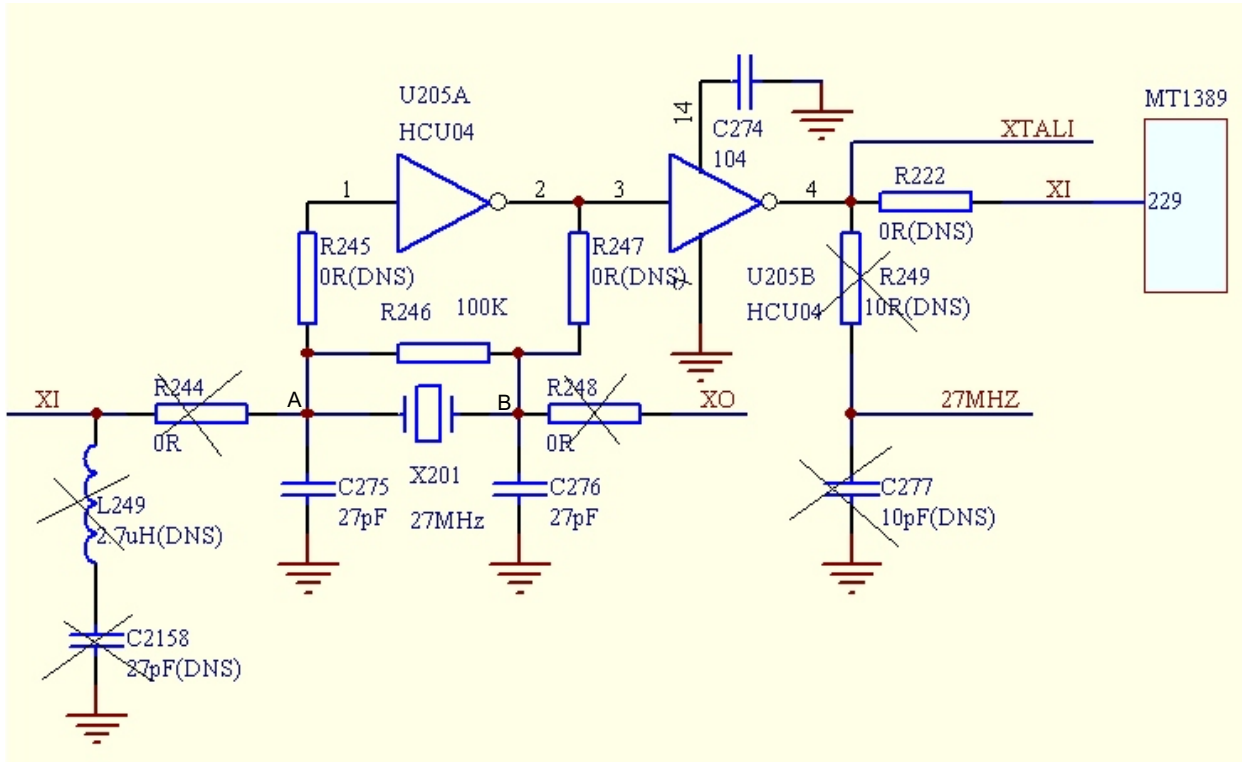 U205A
HCU04
14
C274
104
MT1389
XTALI
1
2
3
4
R222
XI
229
0R(DNS)
R245
0R(DNS)
R247
0R(DNS)
7
U205B
HCU04
R249
10R(DNS)
R246
100K
XI
R244
0R
A
B
R248
0R
XO
27MHZ
L249
2.7uH(DNS)
C275
27pF
X201
27MHz
C276
27pF
C277
10pF(DNS)
C2158
27pF(DNS)